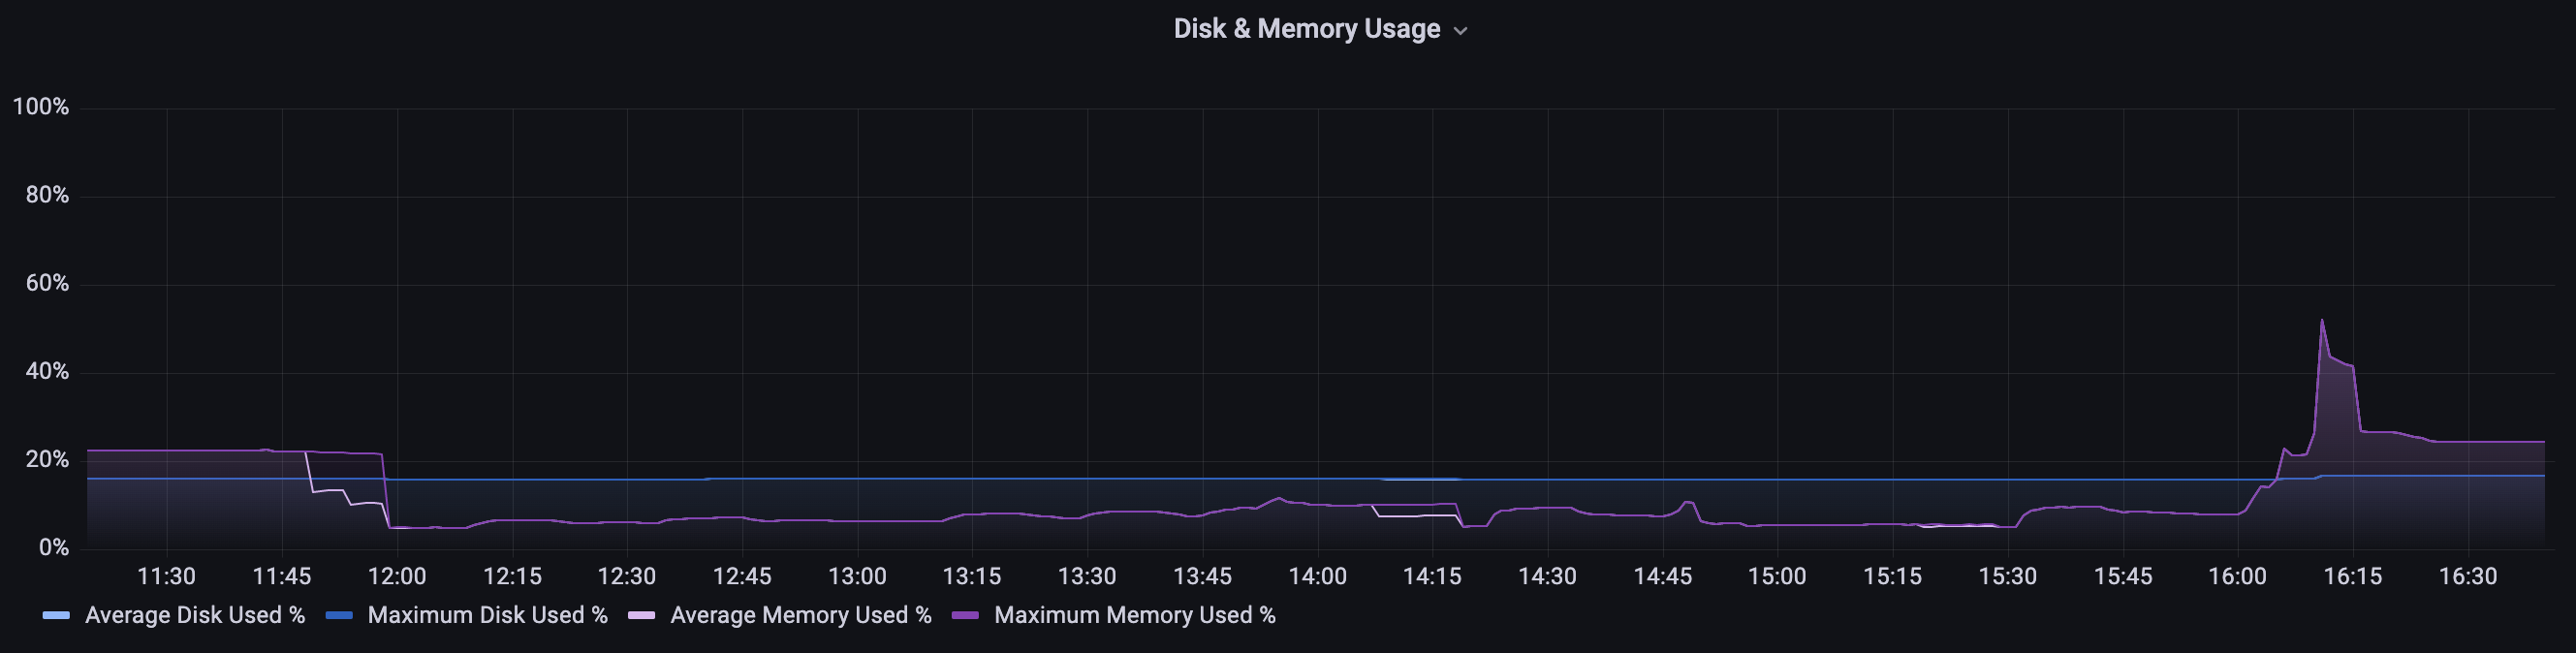 Disk & Memory Usage
100%
80%
60%
40%
20%
0%
11:30 11:45 12:00 12:15 12:30 12:45 13:00 13:15 13:30 13:45 14:00 14:15 14:30 14:45 15:00 15:15 15:30 15:45 16:00 16:15 16:30
Average Disk Used % Maximum Disk Used % Average Memory Used % Maximum Memory Used %